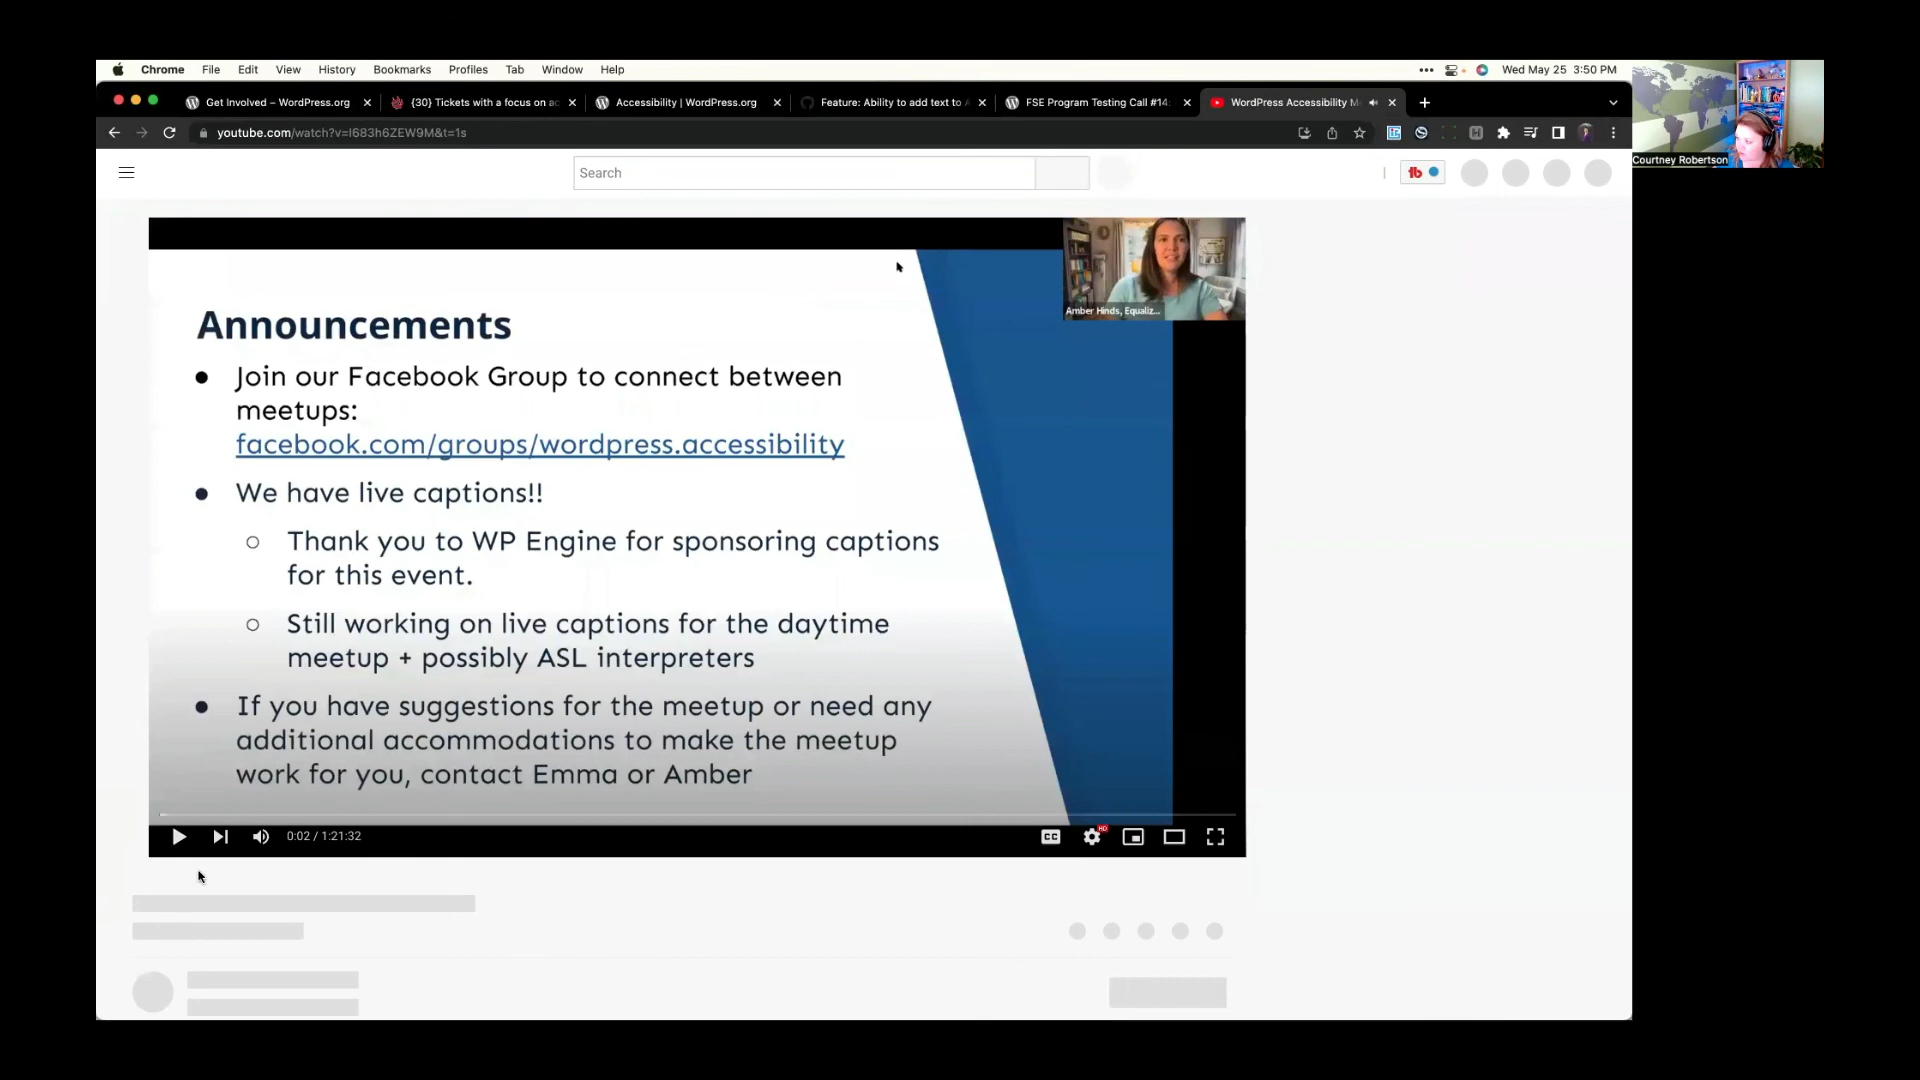 Chrome File Edit View History Bookmarks Profiles Tab Window Help
Wed May 25 3:50 PM
Get Involved – WordPress.org
{30} Tickets with a focus on ac
Accessibility | WordPress.org
Feature: Ability to add text to
FSE Program Testing Call #14:
WordPress Accessibility M
youtube.com/watch?v=l683h6ZEW9M&t=1s
Courtney Robertson
Search
tb
Amber Hinds, Equaliz...
Announcements
Join our Facebook Group to connect between
meetups:
facebook.com/groups/wordpress.accessibility
We have live captions!!
Thank you to WP Engine for sponsoring captions
for this event.
Still working on live captions for the daytime
meetup + possibly ASL interpreters
If you have suggestions for the meetup or need any
additional accommodations to make the meetup
work for you, contact Emma or Amber
0:02 / 1:21:32
CC
HD